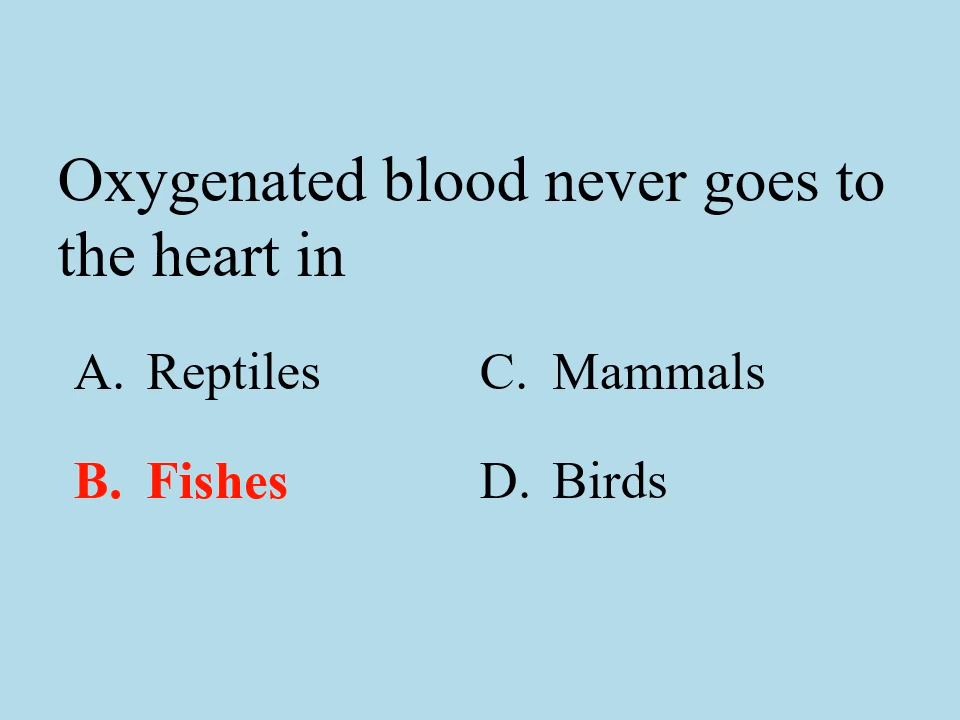 Oxygenated blood never goes to
the heart in
A. Reptiles
B. Fishes
C. Mammals
D. Birds